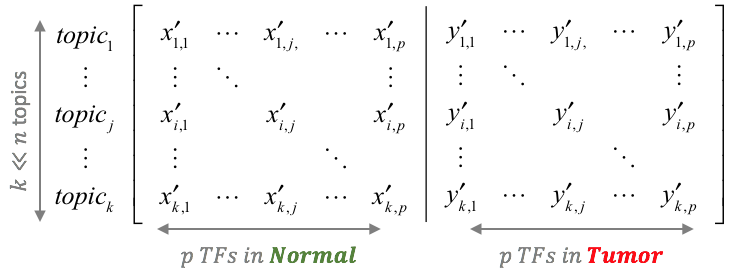 topic₁ x′₁,₁ ⋯ x′₁,ⱼ, ⋯ x′₁,ₚ y′₁,₁ ⋯ y′₁,ⱼ, ⋯ y′₁,ₚ
⋮ ⋮ ⋱ ⋮ ⋮ ⋱ ⋮
topicⱼ x′ᵢ,₁ x′ᵢ,ⱼ x′ᵢ,ₚ y′ᵢ,₁ y′ᵢ,ⱼ y′ᵢ,ₚ
⋮ ⋮ ⋱ ⋮ ⋱
topicₖ x′ₖ,₁ ⋯ x′ₖ,ⱼ ⋯ x′ₖ,ₚ y′ₖ,₁ ⋯ y′ₖ,ⱼ ⋯ y′ₖ,ₚ
k ≪ n topics
p TFs in Normal
p TFs in Tumor